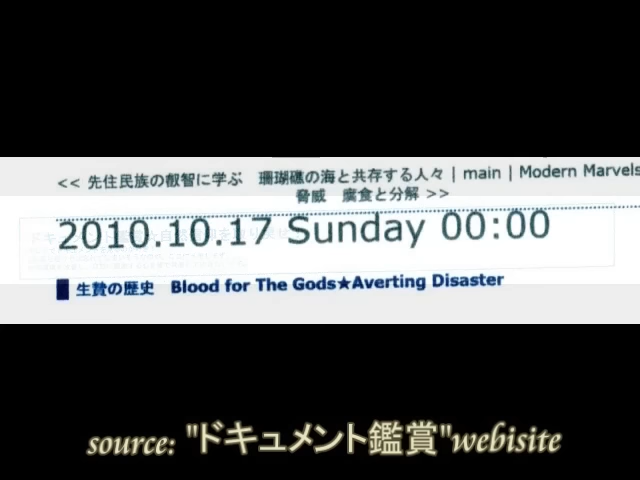 << 先住民族の叡智に学ぶ 珊瑚礁の海と共存する人々 | main | Modern Marvels
脅威 腐食と分解 >>
2010.10.17 Sunday 00:00
生贄の歴史 Blood for The Gods★Averting Disaster
source: "ドキュメント鑑賞"webisite